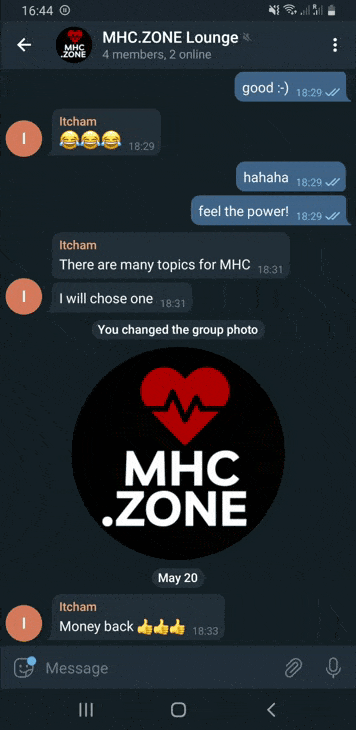 16:44
MHC.ZONE Lounge
4 members, 2 online
MHC
.ZONE
good :-) 18:29
Itcham
😂😂😂 18:29
I
hahaha 18:29
feel the power! 18:29
Itcham
There are many topics for MHC 18:31
I will chose one 18:31
I
You changed the group photo
MHC
.ZONE
May 20
Itcham
Money back 👍👍👍 18:33
I
Message